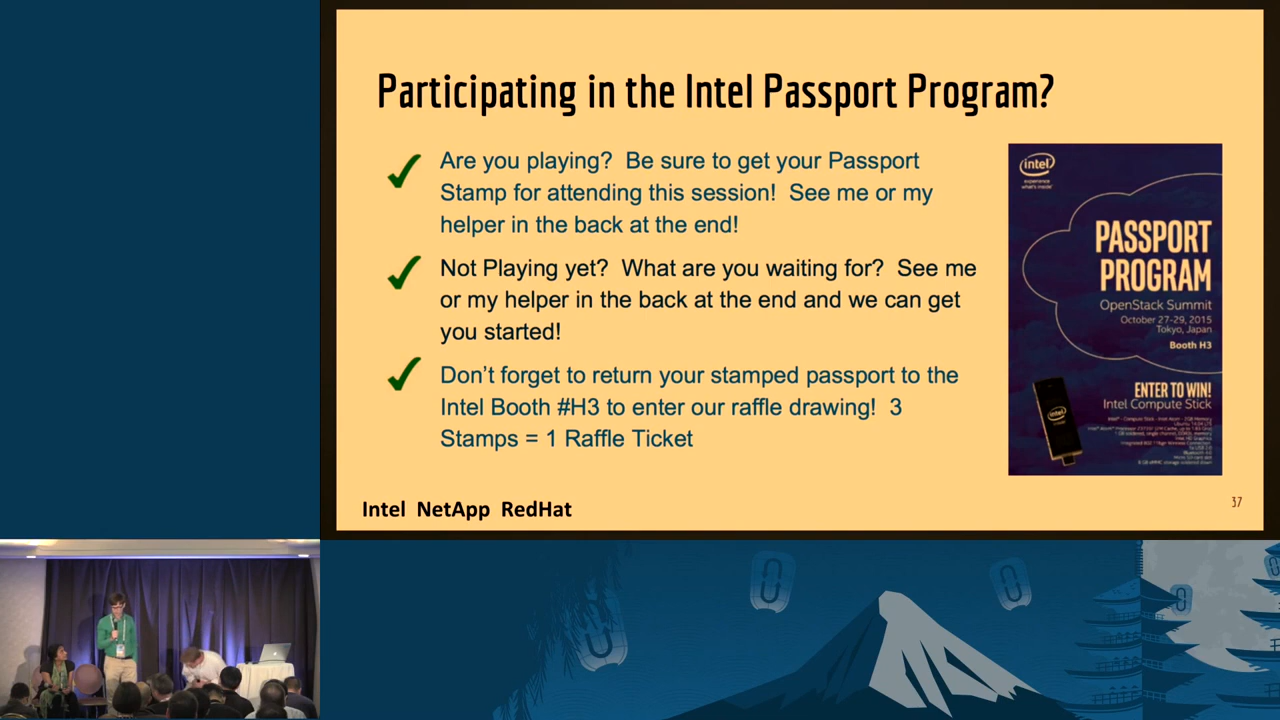 Participating in the Intel Passport Program?
Are you playing?  Be sure to get your Passport
Stamp for attending this session!  See me or my
helper in the back at the end!
Not Playing yet?  What are you waiting for?  See me
or my helper in the back at the end and we can get
you started!
Don’t forget to return your stamped passport to the
Intel Booth #H3 to enter our raffle drawing!  3
Stamps = 1 Raffle Ticket
intel
experience
what's inside
PASSPORT
PROGRAM
OpenStack Summit
October 27-29, 2015
Tokyo, Japan
Booth H3
ENTER TO WIN!
Intel Compute Stick
intel
Intel NetApp RedHat
37